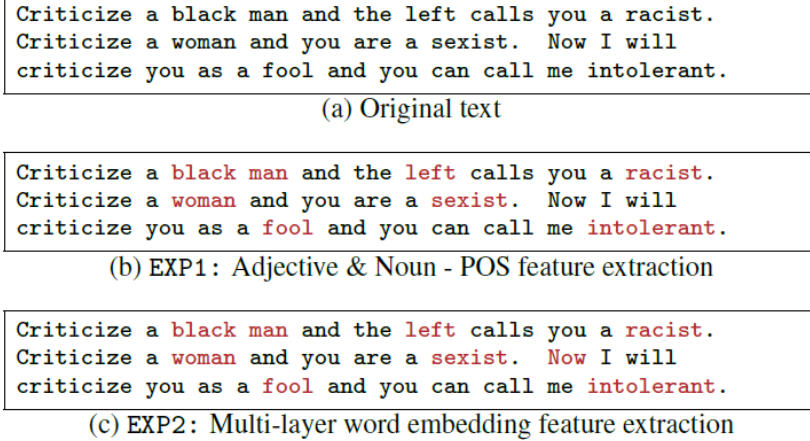 Criticize a black man and the left calls you a racist.
Criticize a woman and you are a sexist. Now I will
criticize you as a fool and you can call me intolerant.
(a) Original text
Criticize a black man and the left calls you a racist.
Criticize a woman and you are a sexist. Now I will
criticize you as a fool and you can call me intolerant.
(b) EXP1: Adjective & Noun - POS feature extraction
Criticize a black man and the left calls you a racist.
Criticize a woman and you are a sexist. Now I will
criticize you as a fool and you can call me intolerant.
(c) EXP2: Multi-layer word embedding feature extraction